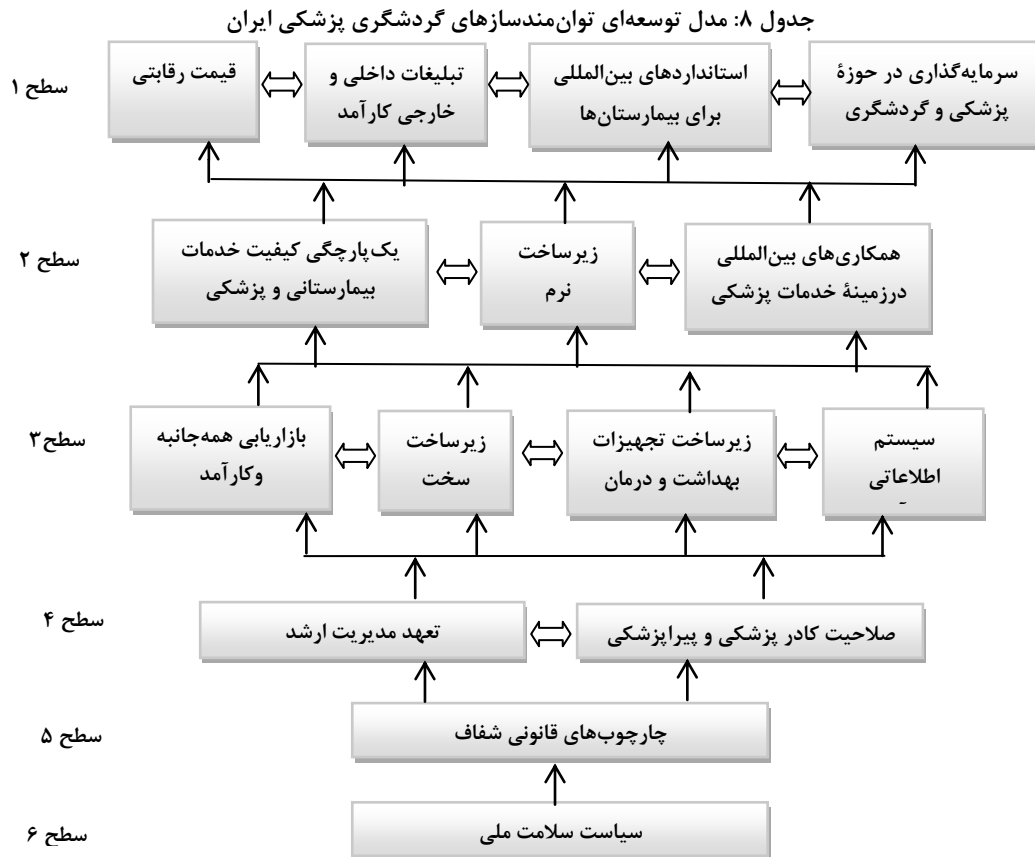 جدول ۸: مدل توسعه‌ای توان‌مندسازهای گردشگری پزشکی ایران
سطح ۱
سرمایه‌گذاری در حوزهٔ
پزشکی و گردشگری
استانداردهای بین‌المللی
برای بیمارستان‌ها
تبلیغات داخلی و
خارجی کارآمد
قیمت رقابتی
سطح ۲
همکاری‌های بین‌المللی
درزمینهٔ خدمات پزشکی
زیرساخت
نرم
یک‌پارچگی کیفیت خدمات
بیمارستانی و پزشکی
سطح۳
سیستم
اطلاعاتی
زیرساخت تجهیزات
بهداشت و درمان
زیرساخت
سخت
بازاریابی همه‌جانبه
وکارآمد
سطح ۴
صلاحیت کادر پزشکی و پیراپزشکی
تعهد مدیریت ارشد
سطح ۵
چارچوب‌های قانونی شفاف
سطح ۶
سیاست سلامت ملی